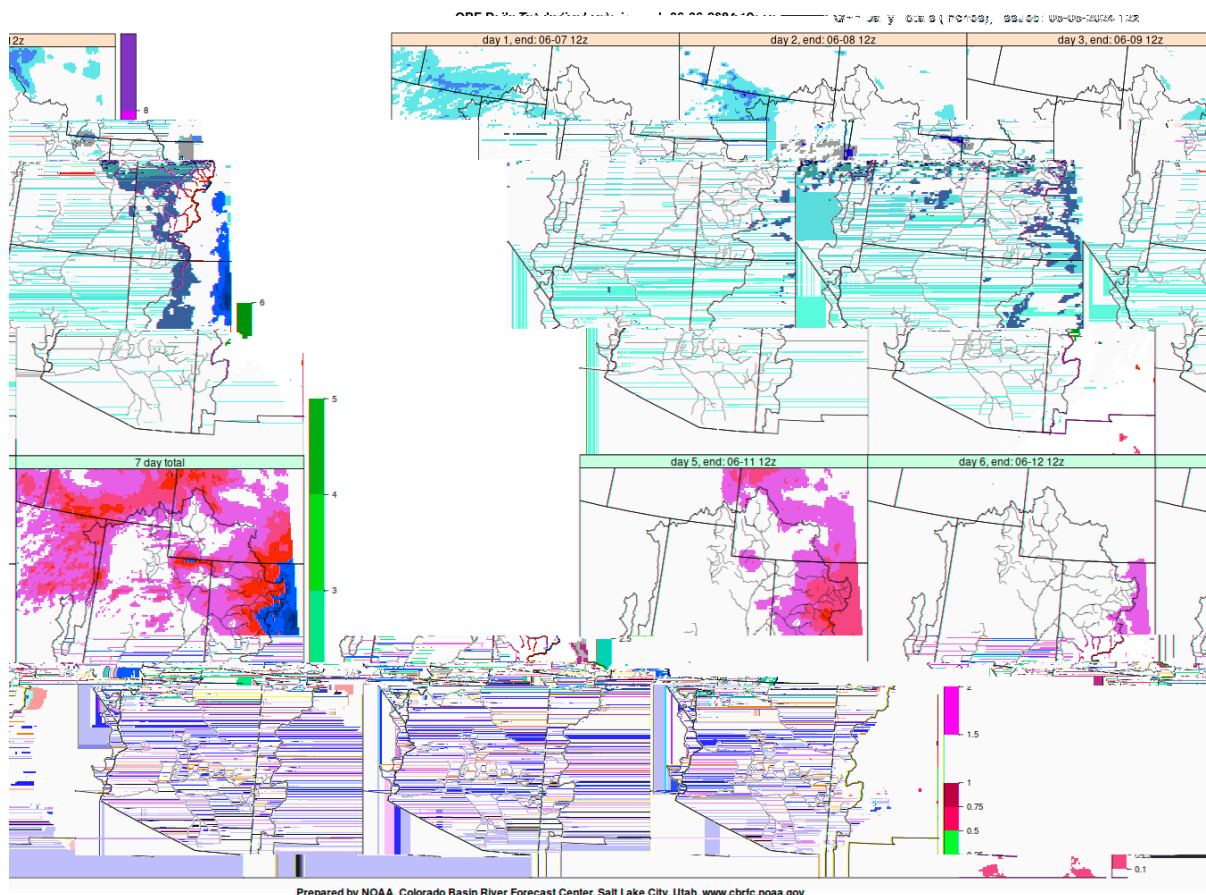 12z
day 1, end: 06-07 12z
day 2, end: 06-08 12z
day 3, end: 06-09 12z
8
6
5
7 day total
day 5, end: 06-11 12z
day 6, end: 06-12 12z
4
3
2.5
2
1.5
1
0.75
0.5
0.1
Prepared by NOAA, Colorado Basin River Forecast Center, Salt Lake City, Utah, www.cbrfc.noaa.gov